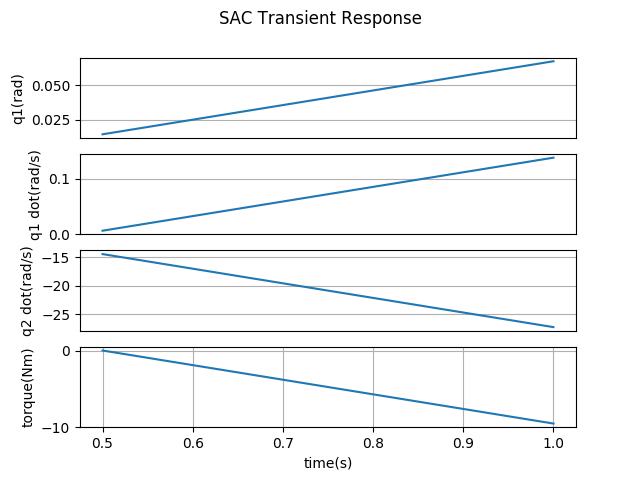 SAC Transient Response
q1(rad)
0.050
0.025
q1 dot(rad/s)
0.1
0.0
q2 dot(rad/s)
−15
−20
−25
torque(Nm)
0
−10
0.5 0.6 0.7 0.8 0.9 1.0
time(s)